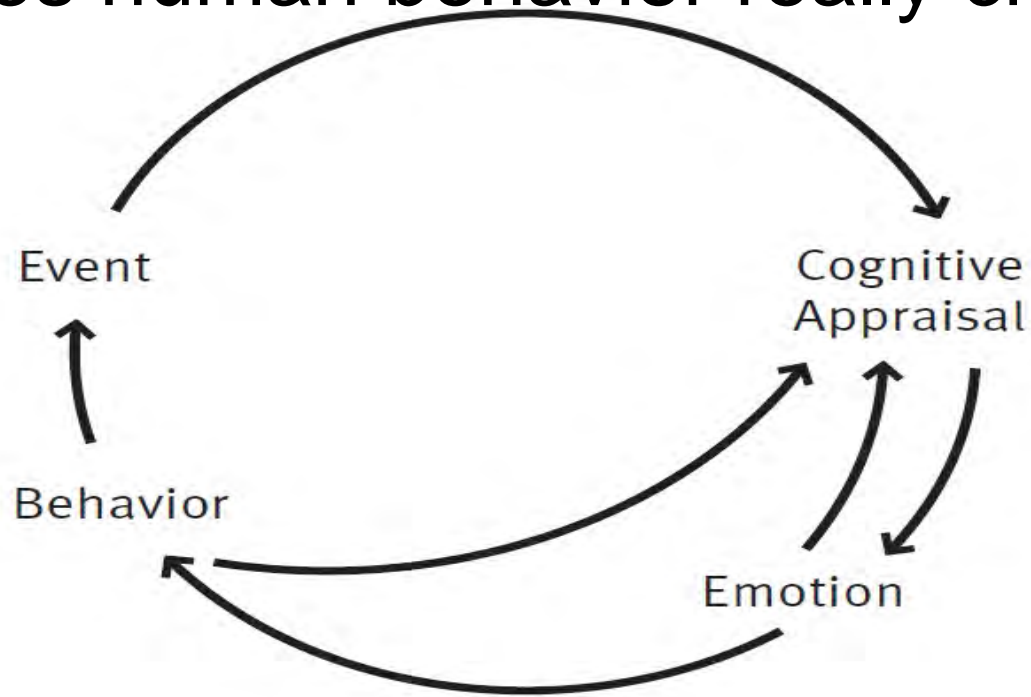 human behavior really
Event
Cognitive
Appraisal
Behavior
Emotion